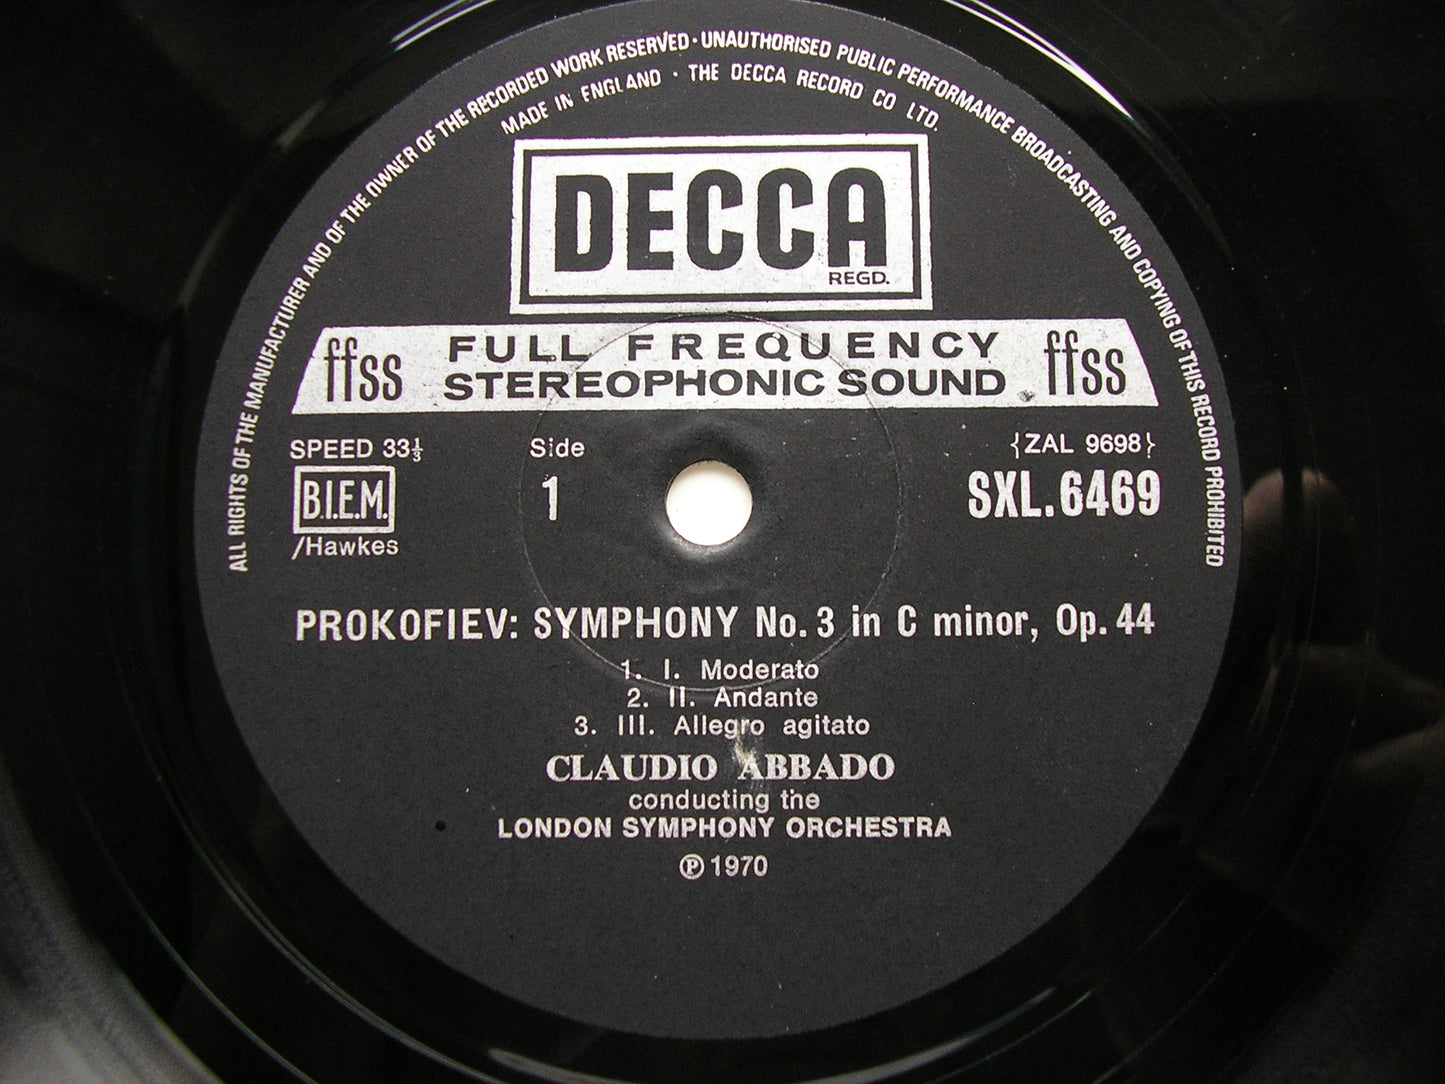 ALL RIGHTS OF THE MANUFACTURER AND OF THE OWNER OF THE RECORDED WORK RESERVED · UNAUTHORISED PUBLIC PERFORMANCE BROADCASTING AND COPYING OF THIS RECORD PROHIBITED
MADE IN ENGLAND · THE DECCA RECORD CO LTD.
DECCA
REGD.
ffss FULL FREQUENCY ffss
STEREOPHONIC SOUND
SPEED 33⅓ Side {ZAL 9698}
B.I.E.M. 1 SXL.6469
/Hawkes
PROKOFIEV: SYMPHONY No. 3 in C minor, Op. 44
1. I. Moderato
2. II. Andante
3. III. Allegro agitato
CLAUDIO ABBADO
conducting the
LONDON SYMPHONY ORCHESTRA
℗ 1970